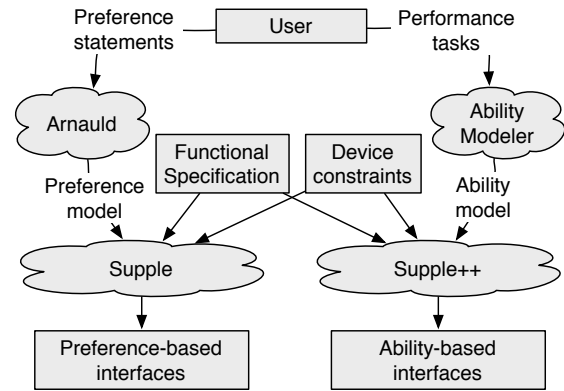 Preference
statements
User
Performance
tasks
Arnauld
Ability
Modeler
Functional
Specification
Device
constraints
Preference
model
Ability
model
Supple
Supple++
Preference-based
interfaces
Ability-based
interfaces